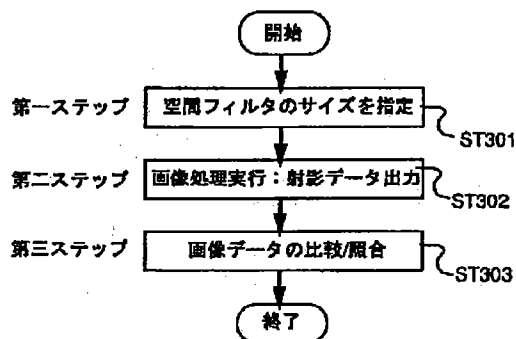 開始
第一ステップ 空間フィルタのサイズを指定
ST301
第二ステップ 画像処理実行：射影データ出力
ST302
第三ステップ 画像データの比較/照合
ST303
終了